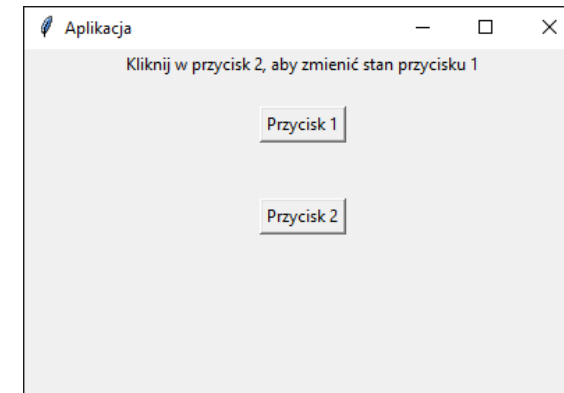 Aplikacja
Kliknij w przycisk 2, aby zmienić stan przycisku 1
Przycisk 1
Przycisk 2